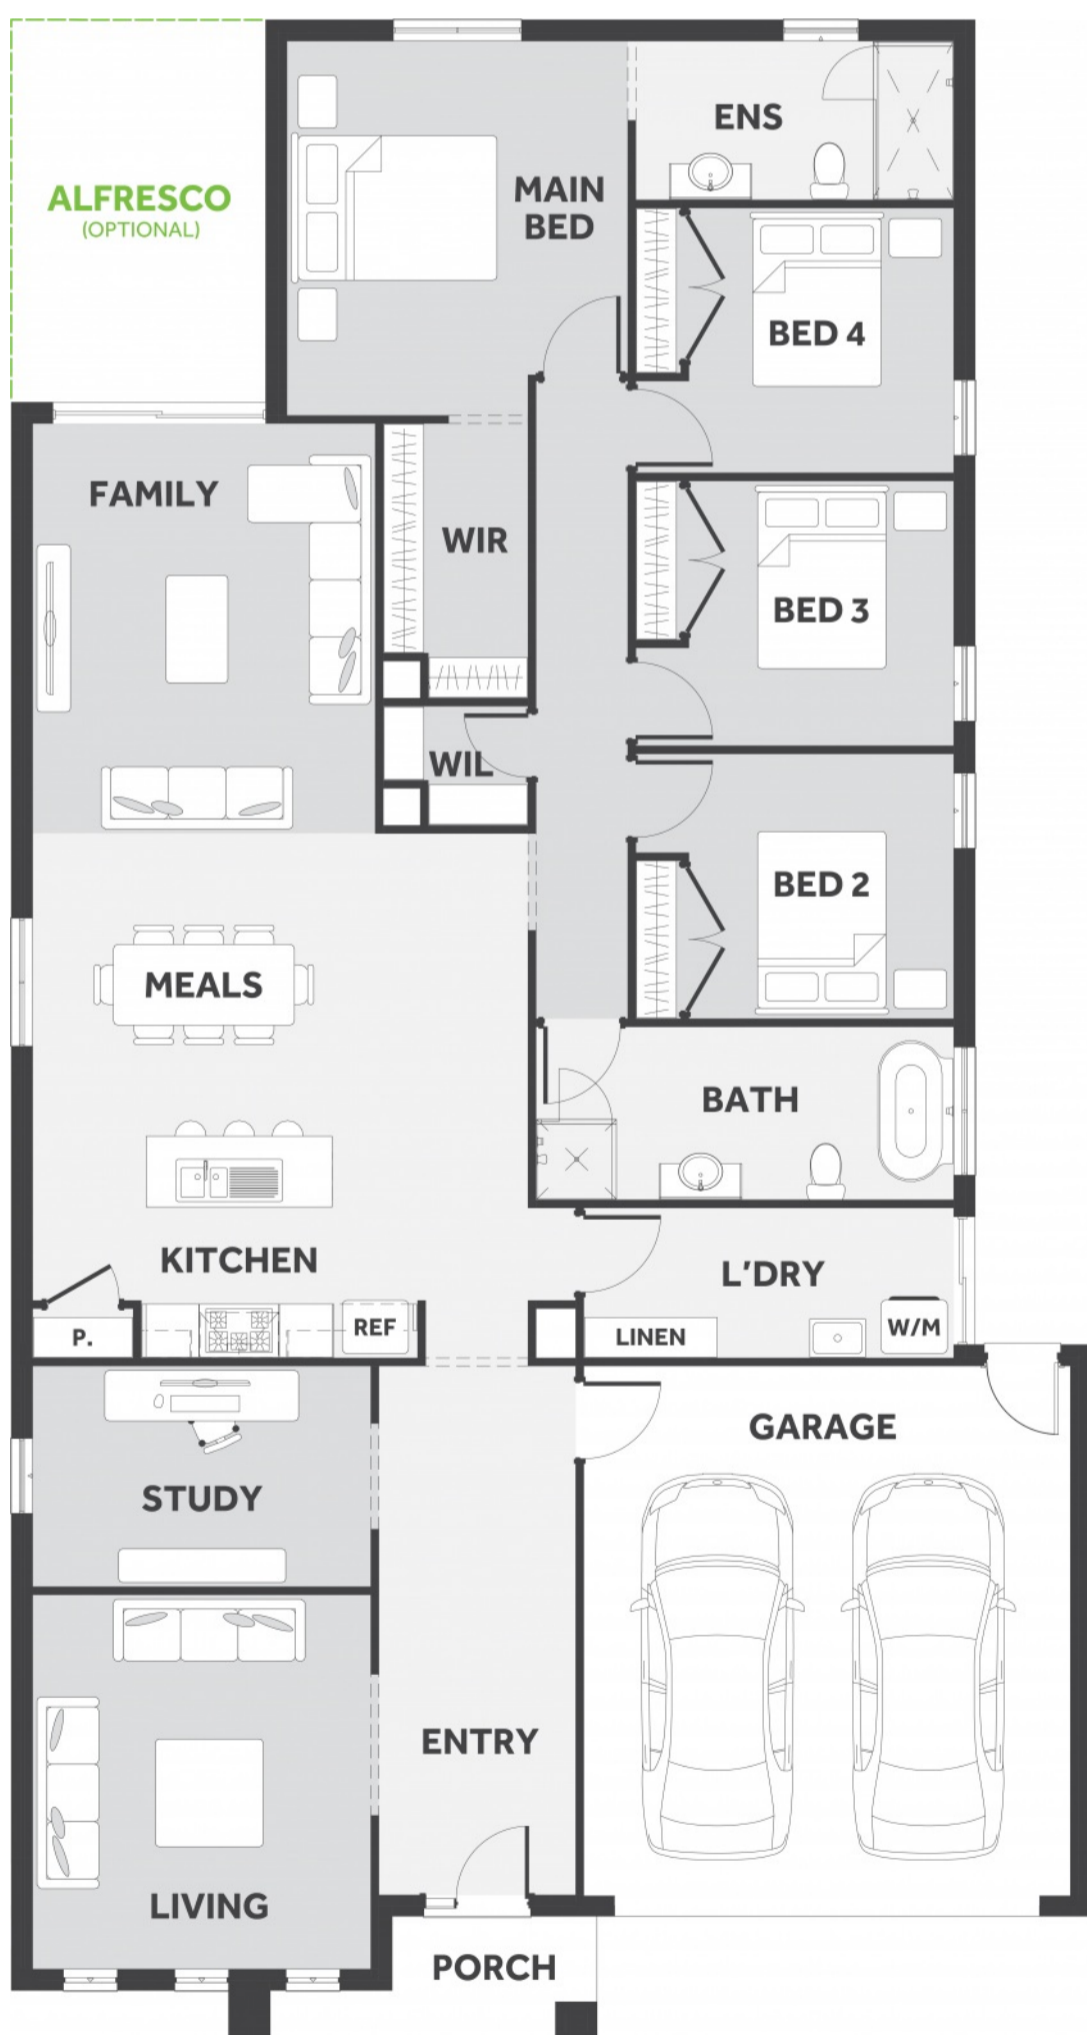 ENS
ALFRESCO
(OPTIONAL)
MAIN
BED
BED 4
FAMILY
WIR
BED 3
WIL
BED 2
MEALS
BATH
KITCHEN
L'DRY
P.
REF
LINEN
W/M
GARAGE
STUDY
ENTRY
LIVING
PORCH